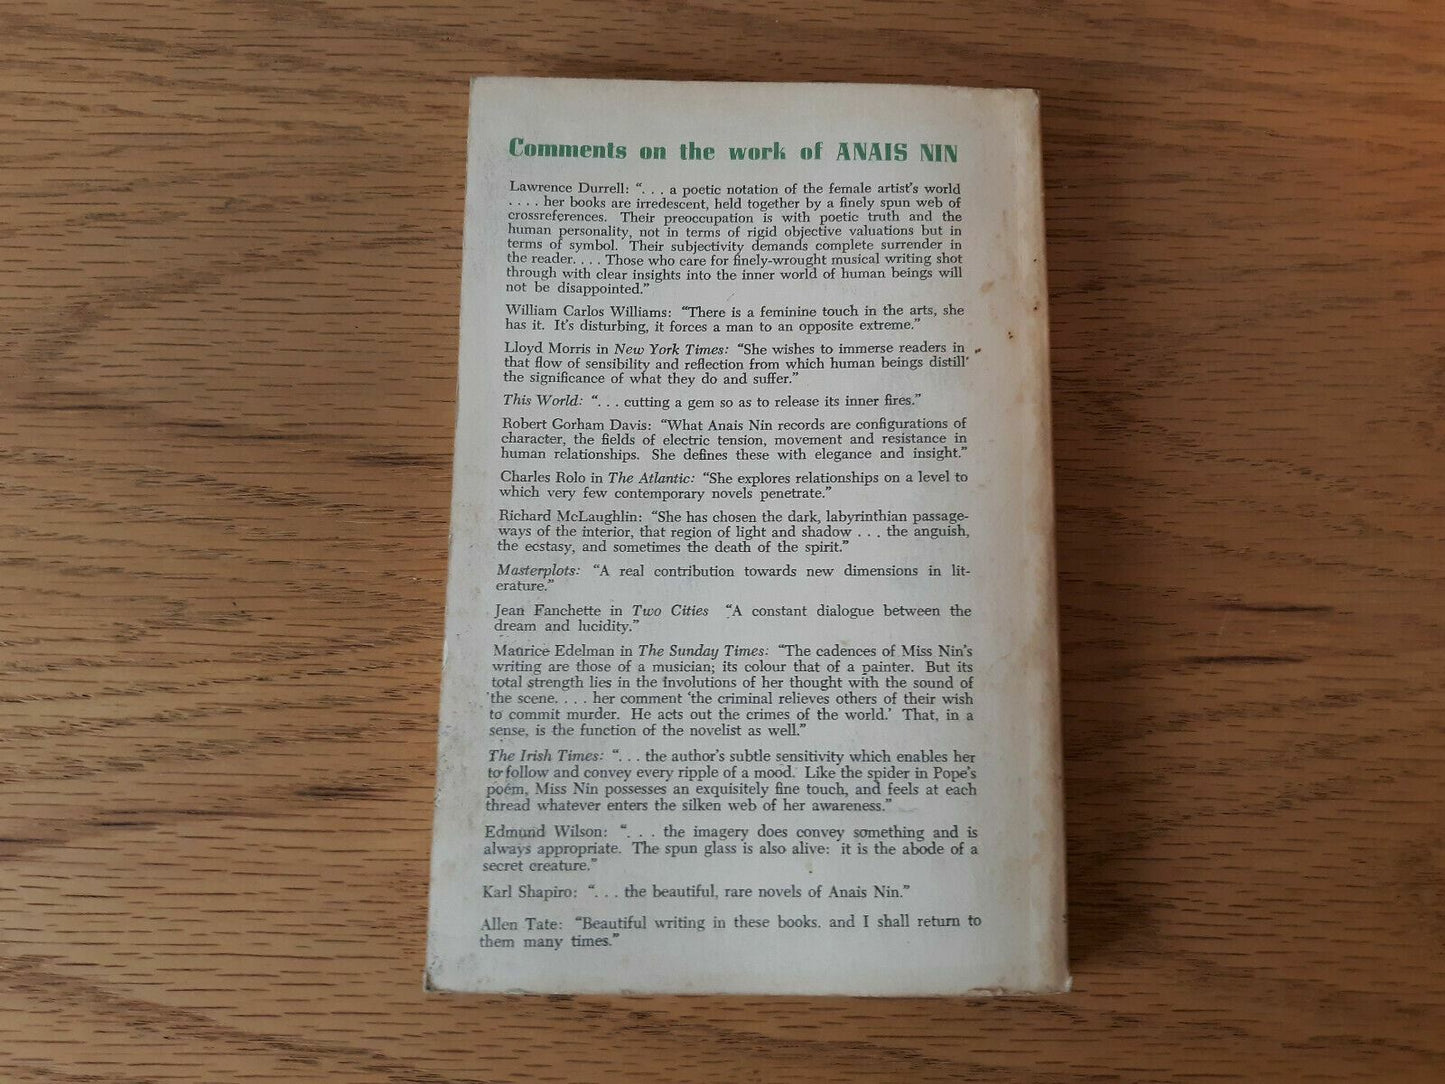 Comments on the work of ANAIS NIN
Lawrence Durrell: “. . . a poetic notation of the female artist's world
. . . . her books are irredescent, held together by a finely spun web of
crossreferences. Their preoccupation is with poetic truth and the
human personality, not in terms of rigid objective valuations but in
terms of symbol. Their subjectivity demands complete surrender in
the reader. . . . Those who care for finely-wrought musical writing shot
through with clear insights into the inner world of human beings will
not be disappointed.”
William Carlos Williams: “There is a feminine touch in the arts, she
has it. It's disturbing, it forces a man to an opposite extreme.”
Lloyd Morris in New York Times: “She wishes to immerse readers in
that flow of sensibility and reflection from which human beings distill
the significance of what they do and suffer.”
This World: “. . . cutting a gem so as to release its inner fires.”
Robert Gorham Davis: “What Anais Nin records are configurations of
character, the fields of electric tension, movement and resistance in
human relationships. She defines these with elegance and insight.”
Charles Rolo in The Atlantic: “She explores relationships on a level to
which very few contemporary novels penetrate.”
Richard McLaughlin: “She has chosen the dark, labyrinthian passage-
ways of the interior, that region of light and shadow . . . the anguish,
the ecstasy, and sometimes the death of the spirit.”
Masterplots: “A real contribution towards new dimensions in lit-
erature.”
Jean Fanchette in Two Cities “A constant dialogue between the
dream and lucidity.”
Maurice Edelman in The Sunday Times: “The cadences of Miss Nin's
writing are those of a musician; its colour that of a painter. But its
total strength lies in the involutions of her thought with the sound of
the scene. . . . her comment ‘the criminal relieves others of their wish
to commit murder. He acts out the crimes of the world.’ That, in a
sense, is the function of the novelist as well.”
The Irish Times: “. . . the author's subtle sensitivity which enables her
to follow and convey every ripple of a mood. Like the spider in Pope's
poem, Miss Nin possesses an exquisitely fine touch, and feels at each
thread whatever enters the silken web of her awareness.”
Edmund Wilson: “. . . the imagery does convey something and is
always appropriate. The spun glass is also alive: it is the abode of a
secret creature.”
Karl Shapiro: “. . . the beautiful, rare novels of Anais Nin.”
Allen Tate: “Beautiful writing in these books. and I shall return to
them many times.”